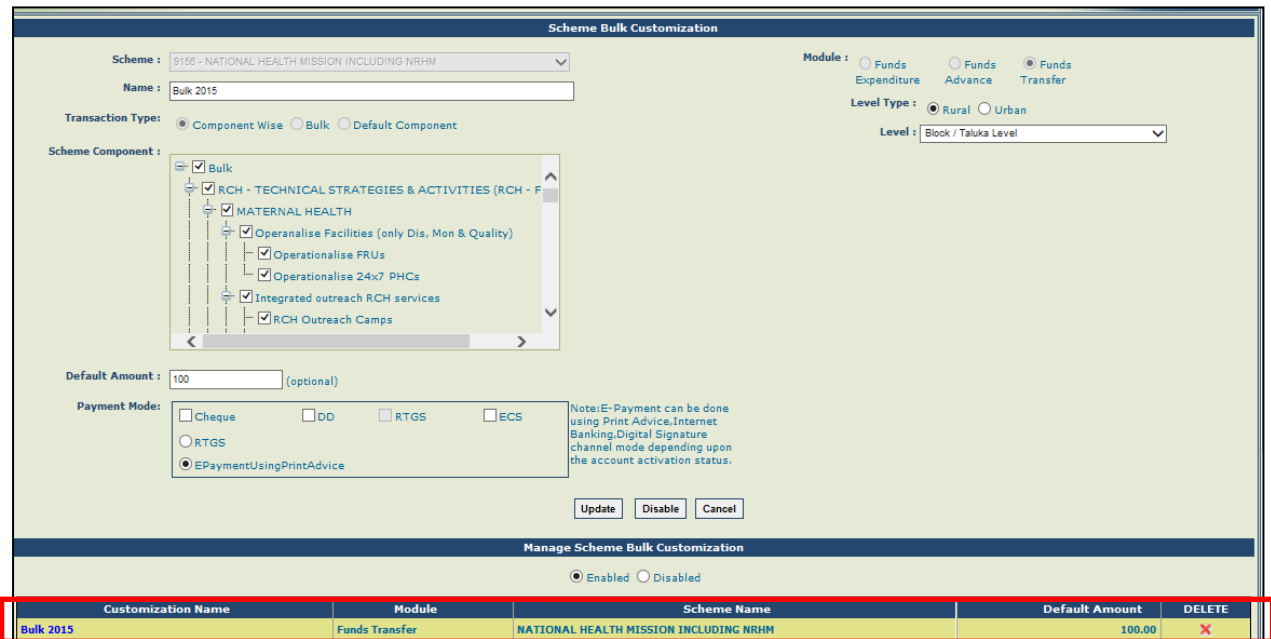 Scheme Bulk Customization
Scheme : 9156 - NATIONAL HEALTH MISSION INCLUDING NRHM
Module : Funds Expenditure Funds Advance Funds Transfer
Name : Bulk 2015
Level Type : Rural Urban
Transaction Type: Component Wise Bulk Default Component
Level : Block / Taluka Level
Scheme Component :
Bulk
RCH - TECHNICAL STRATEGIES & ACTIVITIES (RCH - F
MATERNAL HEALTH
Operanalise Facilities (only Dis, Mon & Quality)
Operationalise FRUs
Operationalise 24x7 PHCs
Integrated outreach RCH services
RCH Outreach Camps
Default Amount : 100 (optional)
Payment Mode: Cheque DD RTGS ECS
RTGS
EPaymentUsingPrintAdvice
Note:E-Payment can be done
using Print Advice,Internet
Banking,Digital Signature
channel mode depending upon
the account activation status.
Update Disable Cancel
Manage Scheme Bulk Customization
Enabled Disabled
Customization Name Module Scheme Name Default Amount DELETE
Bulk 2015 Funds Transfer NATIONAL HEALTH MISSION INCLUDING NRHM 100.00